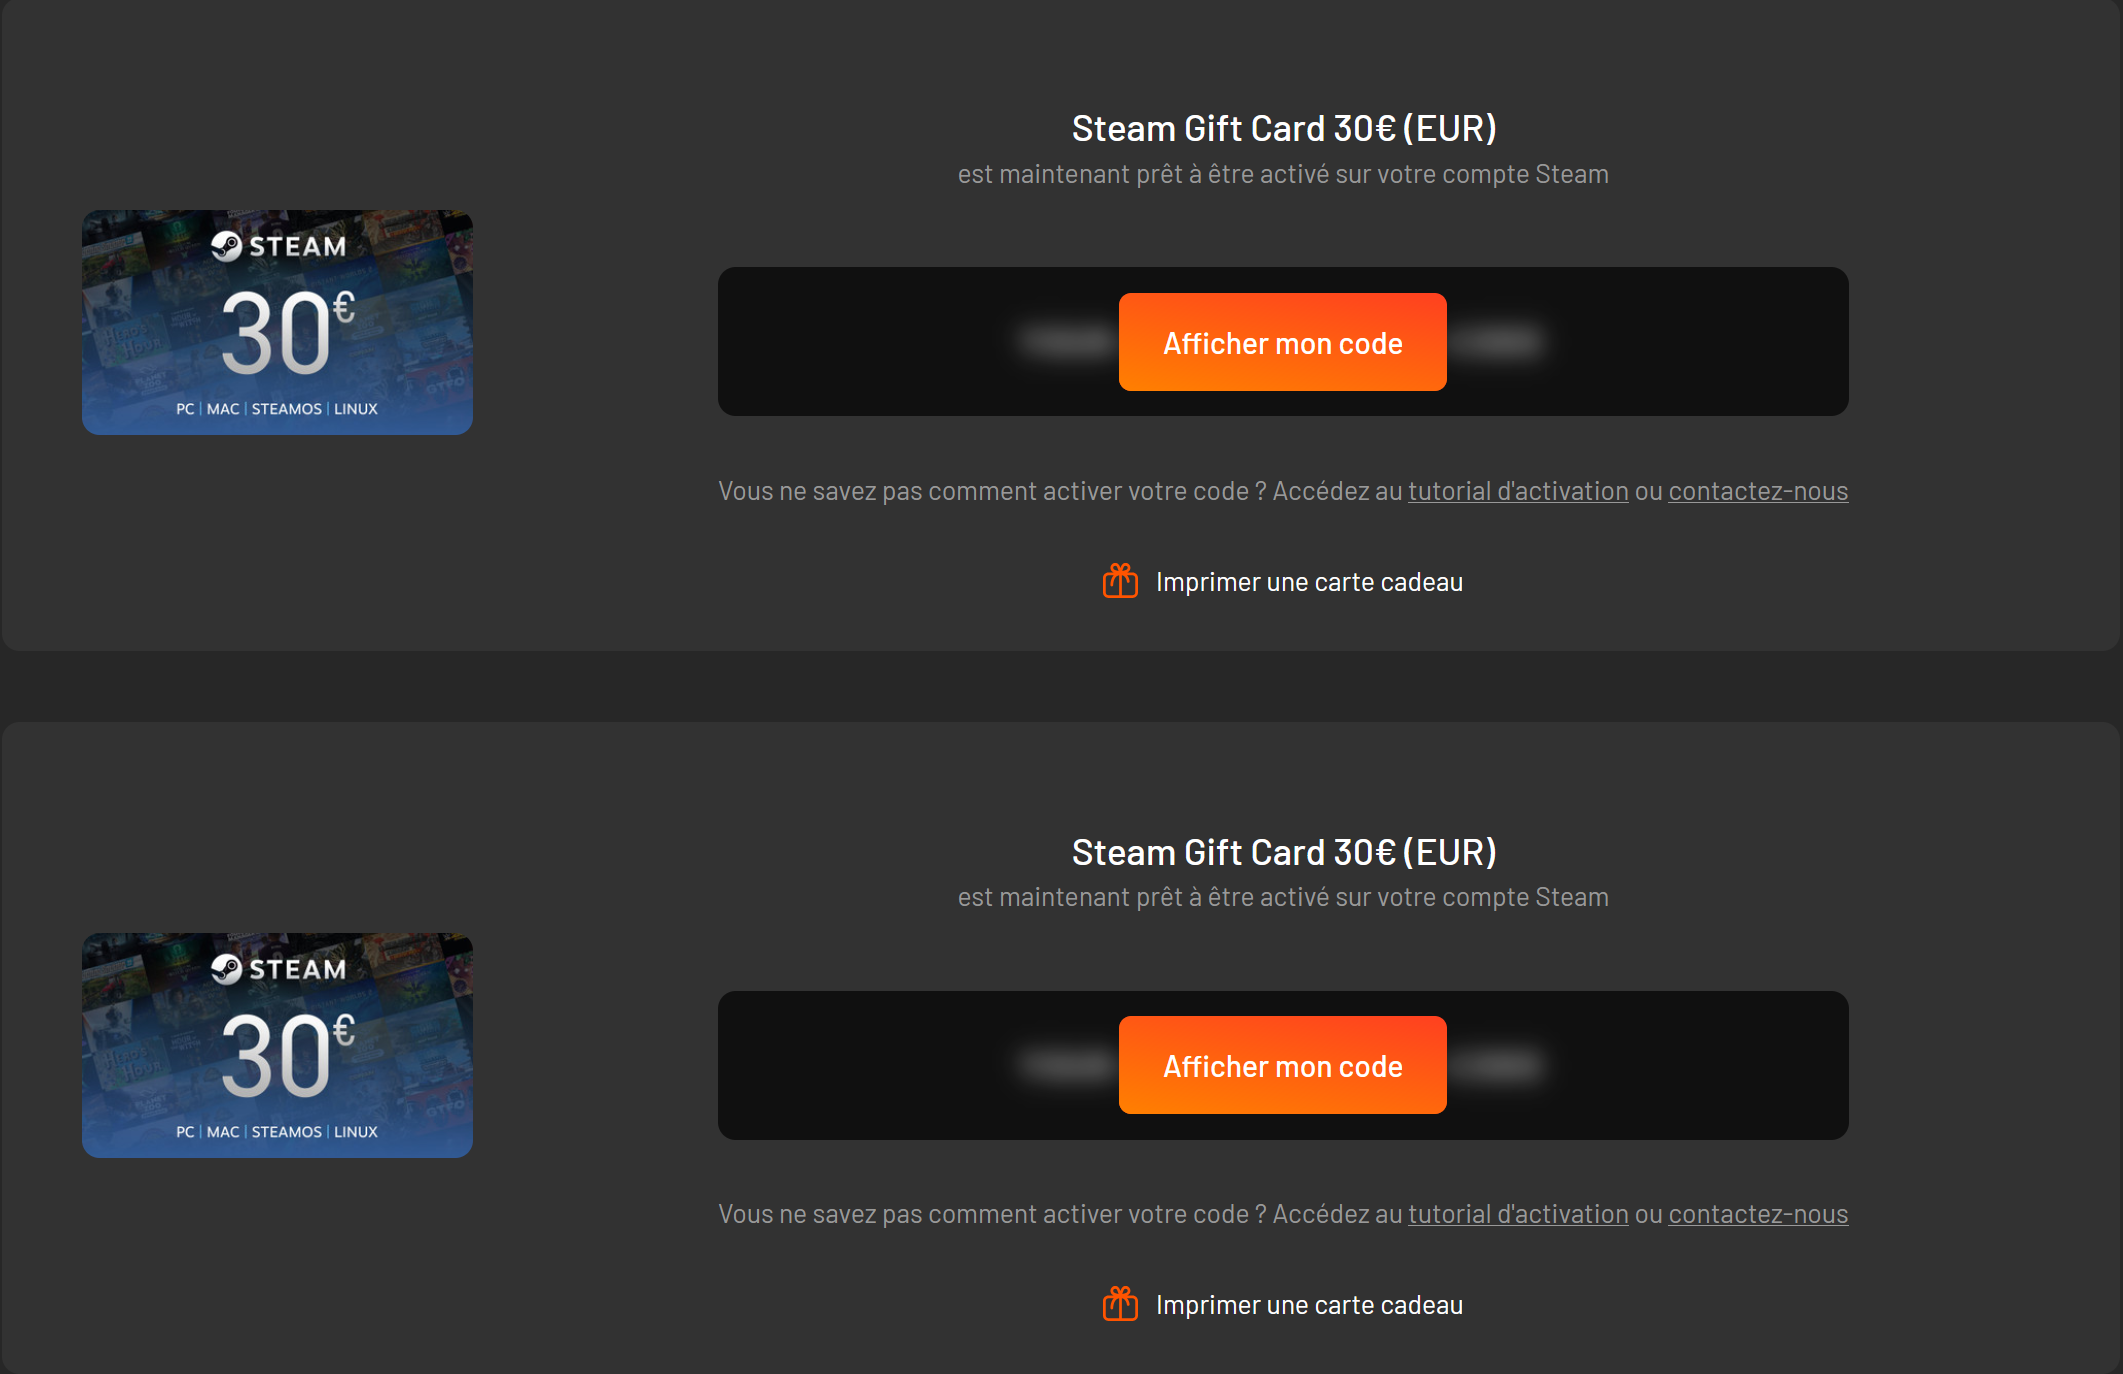 Steam Gift Card 30€ (EUR)
est maintenant prêt à être activé sur votre compte Steam
STEAM
30€
PC | MAC | STEAMOS | LINUX
Afficher mon code
Vous ne savez pas comment activer votre code ? Accédez au tutorial d'activation ou contactez-nous
Imprimer une carte cadeau
Steam Gift Card 30€ (EUR)
est maintenant prêt à être activé sur votre compte Steam
STEAM
30€
PC | MAC | STEAMOS | LINUX
Afficher mon code
Vous ne savez pas comment activer votre code ? Accédez au tutorial d'activation ou contactez-nous
Imprimer une carte cadeau